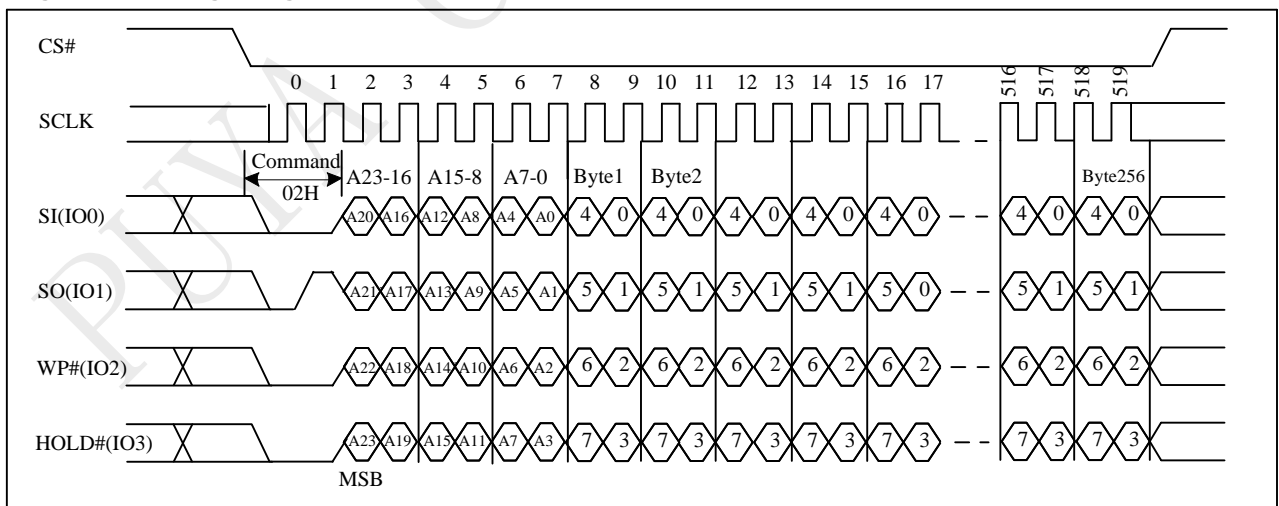 CS#
0 1 2 3 4 5 6 7 8 9 10 11 12 13 14 15 16 17 516 517 518 519
SCLK
Command
02H
A23-16 A15-8 A7-0 Byte1 Byte2 Byte256
SI(IO0) A20 A16 A12 A8 A4 A0 4 0 4 0 4 0 4 0 4 0 4 0 4 0
SO(IO1) A21 A17 A13 A9 A5 A1 5 1 5 1 5 1 5 1 5 0 5 1 5 1
WP#(IO2) A22 A18 A14 A10 A6 A2 6 2 6 2 6 2 6 2 6 2 6 2 6 2
HOLD#(IO3) A23 A19 A15 A11 A7 A3 7 3 7 3 7 3 7 3 7 3 7 3 7 3
MSB
PUYA